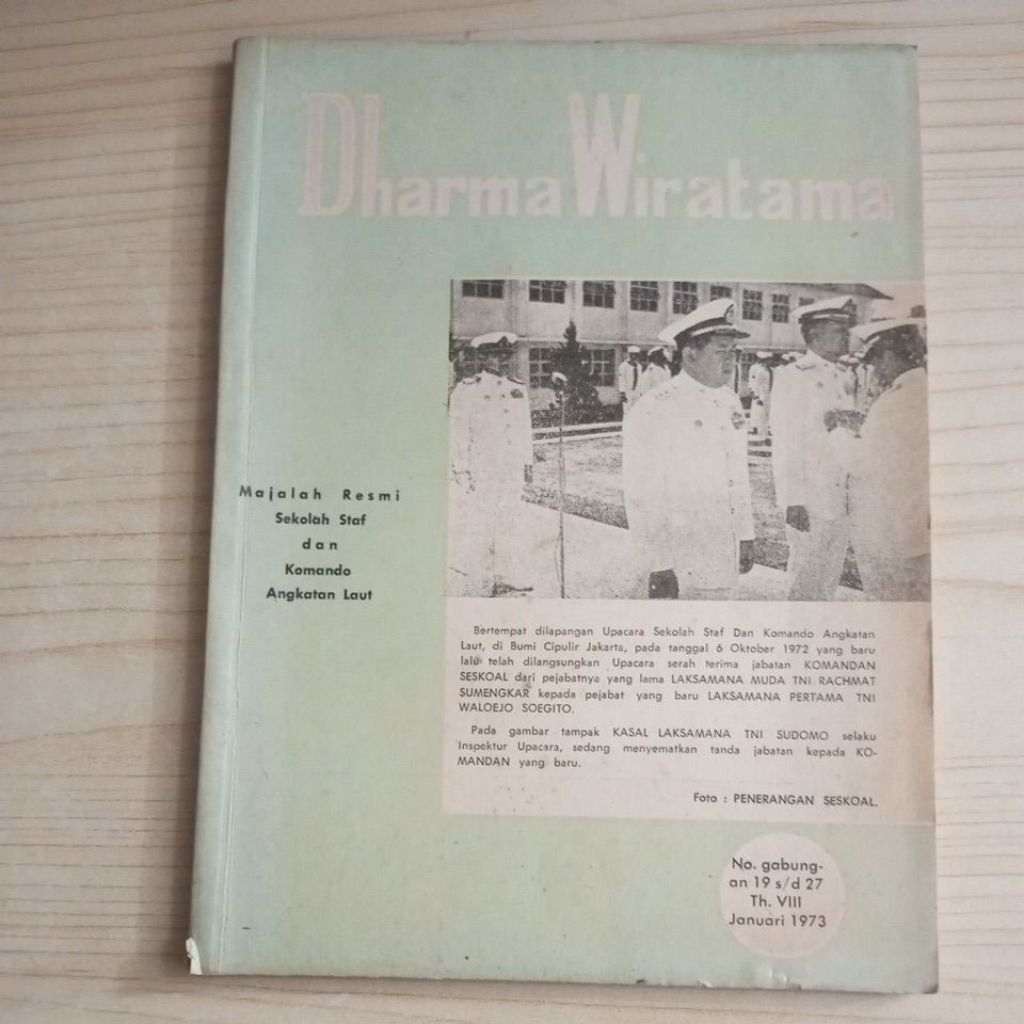 Dharma Wiratama
Majalah Resmi
Sekolah Staf
dan
Komando
Angkatan Laut
Bertempat dilapangan Upacara Sekolah Staf Dan Komando Angkatan
Laut, di Bumi Cipulir Jakarta, pada tanggal 6 Oktober 1972 yang baru
lalu telah dilangsungkan Upacara serah terima jabatan KOMANDAN
SESKOAL dari pejabatnya yang lama LAKSAMANA MUDA TNI RACHMAT
SUMENGKAR kepada pejabat yang baru LAKSAMANA PERTAMA TNI
WALOEJO SOEGITO.
Pada gambar tampak KASAL LAKSAMANA TNI SUDOMO selaku
Inspektur Upacara, sedang menyematkan tanda jabatan kepada KO-
MANDAN yang baru.
Foto : PENERANGAN SESKOAL.
No. gabung-
an 19 s/d 27
Th. VIII
Januari 1973